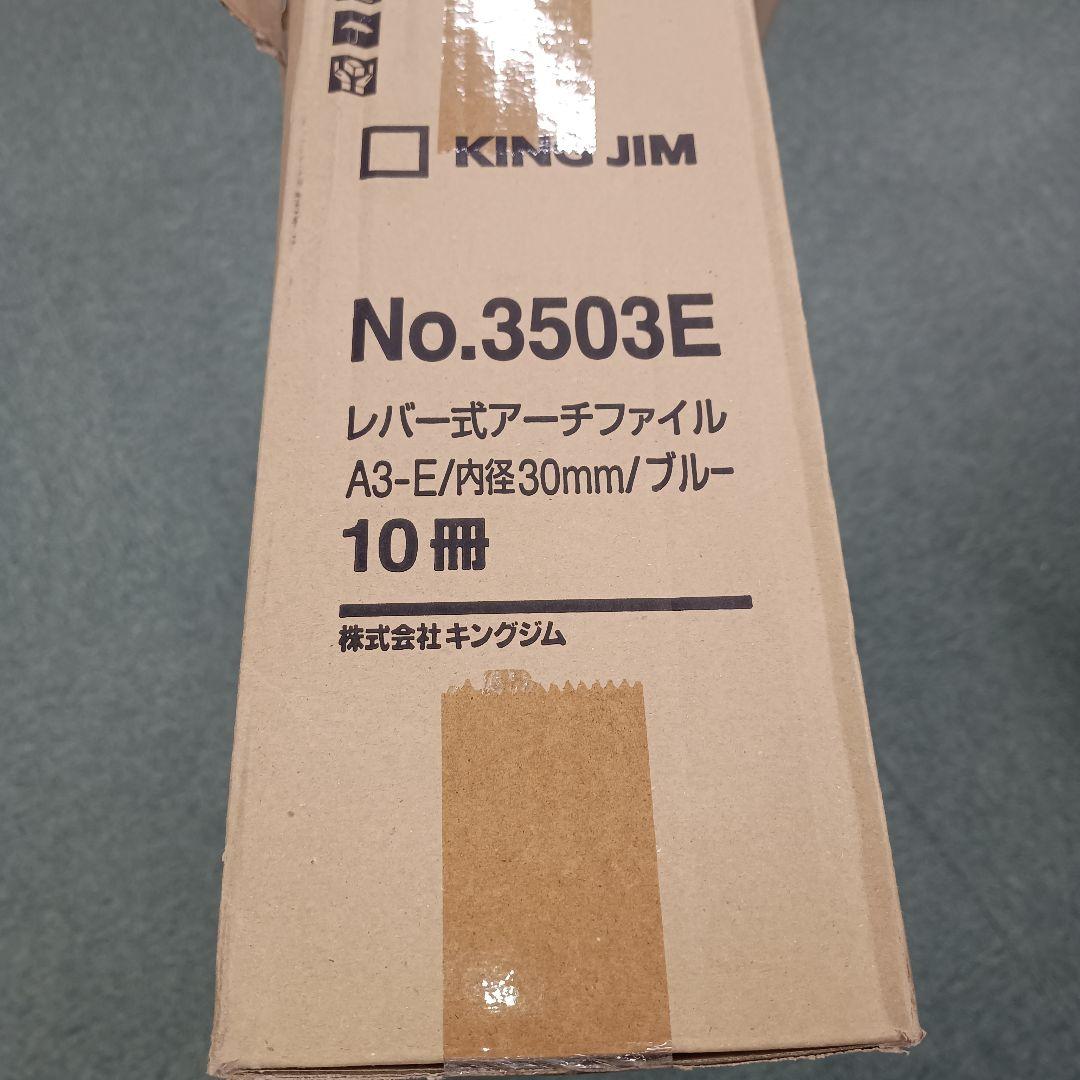 KING JIM
No.3503E
レバー式アーチファイル
A3-E/内径30mm/ブルー
10冊
株式会社キングジム